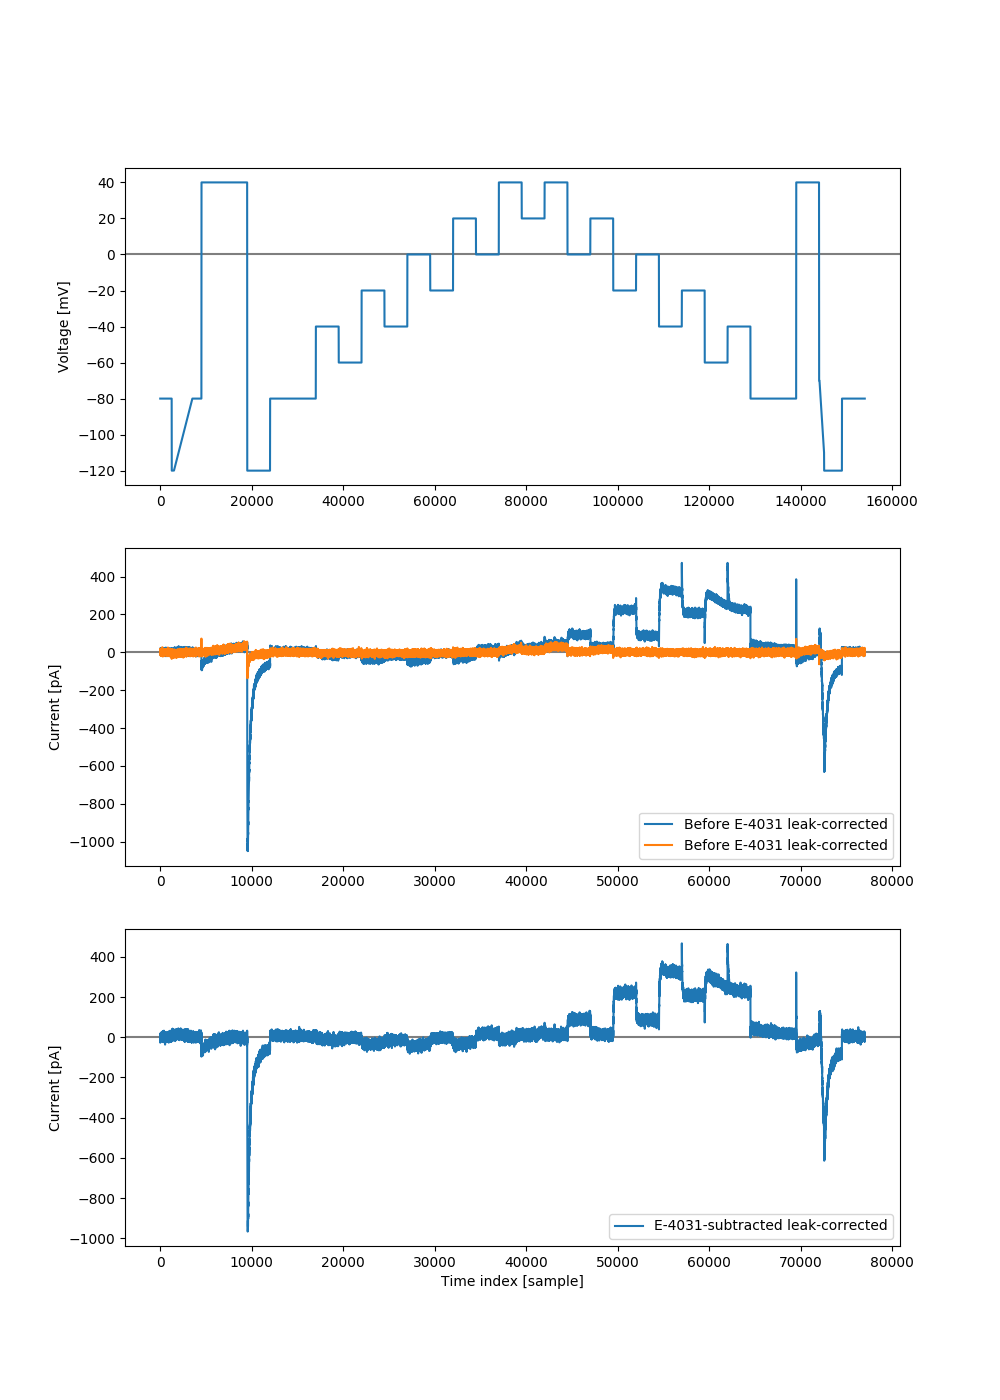 40
20
0
−20
−40
−60
−80
−100
−120
Voltage [mV]
0 20000 40000 60000 80000 100000 120000 140000 160000
400
200
0
−200
−400
−600
−800
−1000
Current [pA]
Before E-4031 leak-corrected
Before E-4031 leak-corrected
0 10000 20000 30000 40000 50000 60000 70000 80000
400
200
0
−200
−400
−600
−800
−1000
Current [pA]
E-4031-subtracted leak-corrected
0 10000 20000 30000 40000 50000 60000 70000 80000
Time index [sample]